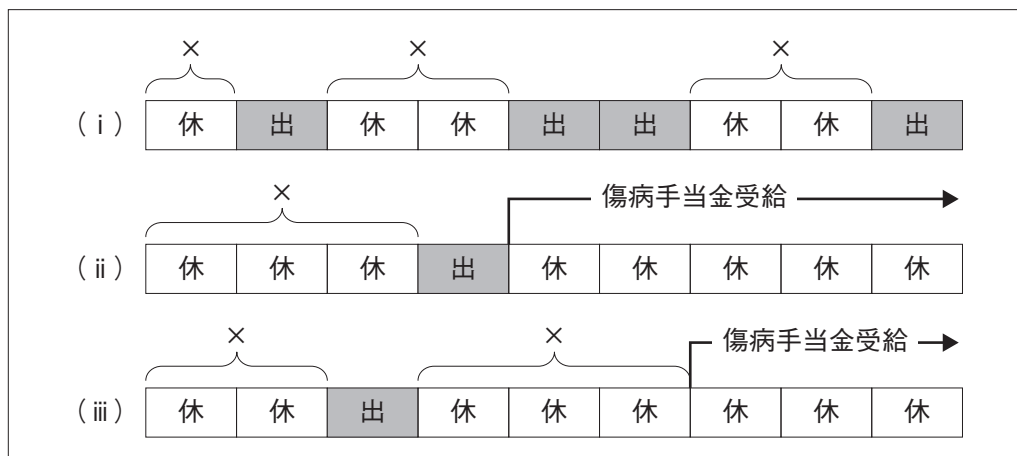 ×
×
×
(ⅰ) 休 出 休 休 出 出 休 休 出
×
傷病手当金受給
(ⅱ) 休 休 休 出 休 休 休 休 休
×
×
傷病手当金受給
(ⅲ) 休 休 出 休 休 休 休 休 休